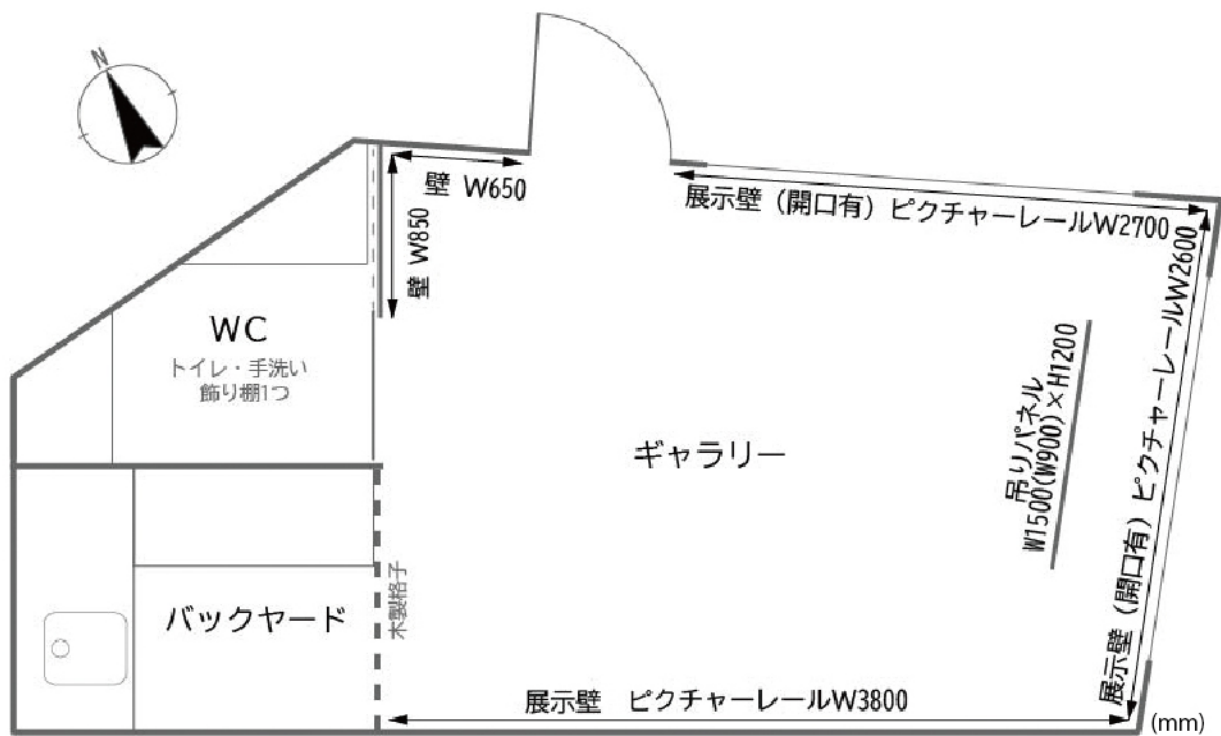 N
壁 W650
壁 W850
展示壁（開口有）ピクチャーレールW2700
展示壁（開口有）ピクチャーレールW2600
WC
トイレ・手洗い
飾り棚1つ
ギャラリー
吊りパネル
W1500(W900)×H1200
バックヤード
木製格子
展示壁　ピクチャーレールW3800
(mm)